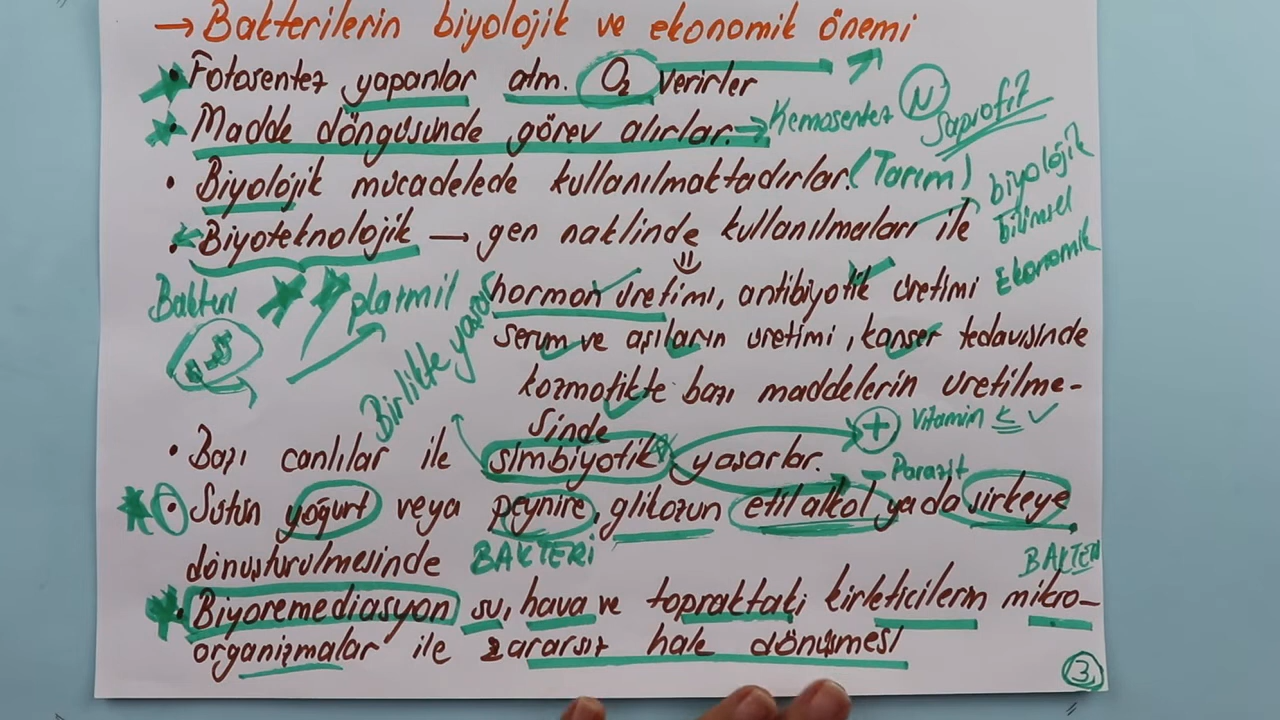 → Bakterilerin biyolojik ve ekonomik önemi
• Fotosentez yapanlar atm. O₂ verirler
• Madde döngüsünde görev alırlar. → Kemosentez N
Saprofit
• Biyolojik mücadelede kullanılmaktadırlar. (Tarım)
biyolojik
bilimsel
Ekonomik
• Biyoteknolojik → gen naklinde kullanılmaları ile
Bakteri
plazmil
hormon üretimi, antibiyotik üretimi
serum ve aşıların üretimi, kanser tedavisinde
kozmotikte bazı maddelerin üretilme-
sinde
Birlikte yaşar
+ Vitamin K ✓
• Bazı canlılar ile simbiyotik yaşarlar.
– Parazit
• Sütün yoğurt veya peynire, glikozun etil alkol ya da sirkeye
dönüşturulmesinde BAKTERİ
BAKTERİ
• Biyoremediasyon su, hava ve topraktaki kirleticilerin mikro-
organizmalar ile zararsız hale dönüşmesi
3